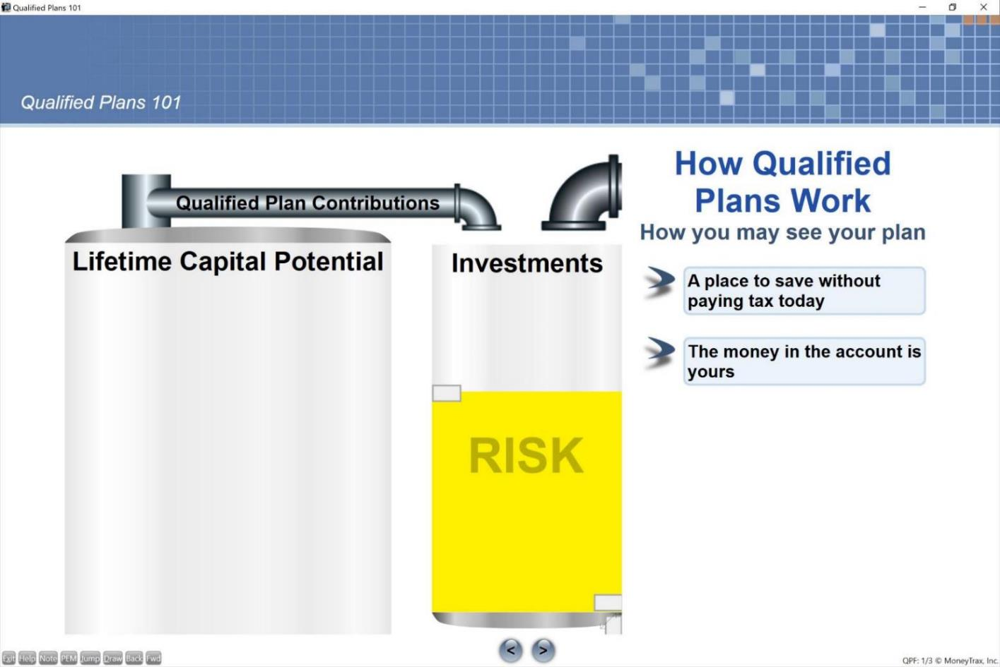 Qualified Plans 101
Qualified Plans 101
Qualified Plan Contributions
Lifetime Capital Potential
Investments
RISK
How Qualified
Plans Work
How you may see your plan
A place to save without
paying tax today
The money in the account is
yours
< >
Exit Help Note PEM Jump Draw Back Fwd
QPF: 1/3 © MoneyTrax, Inc.